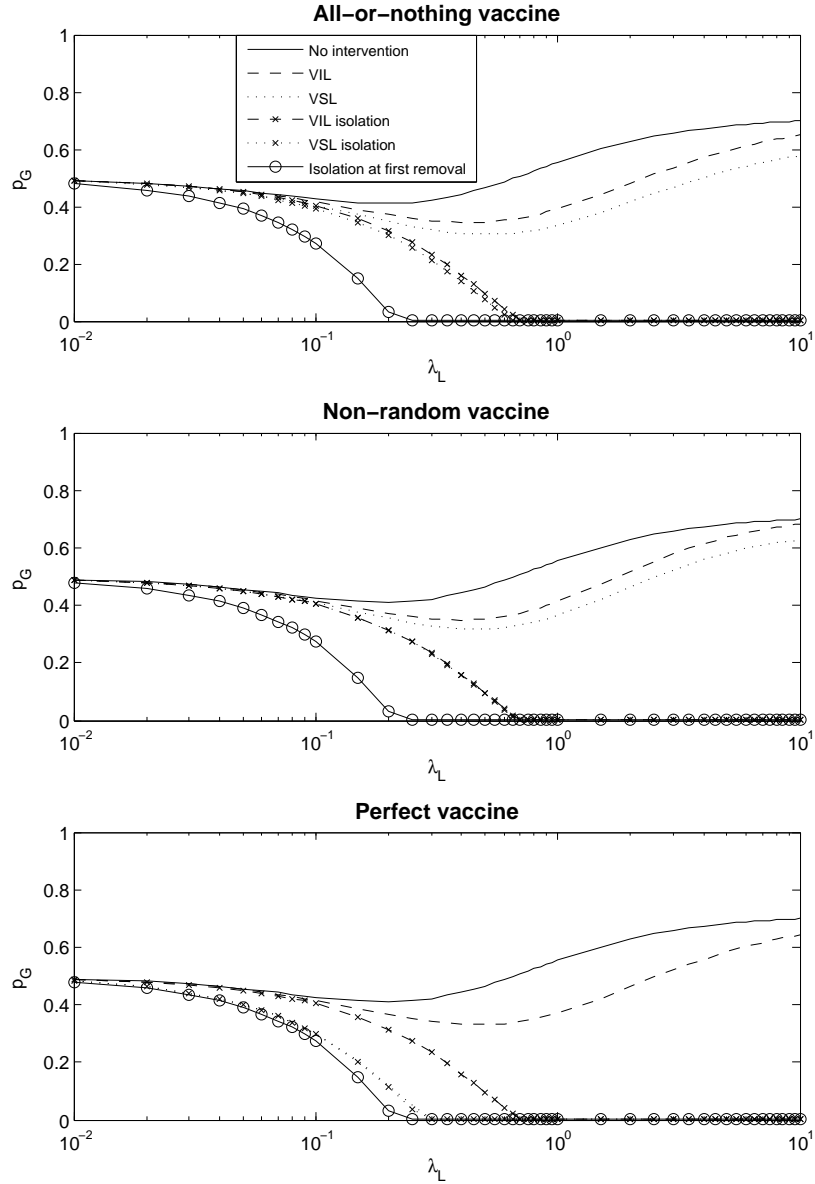 All−or−nothing vaccine
1
0.8
0.6
0.4
0.2
0
p_G
No intervention
VIL
VSL
VIL isolation
VSL isolation
Isolation at first removal
10^−2
10^−1
10^0
10^1
λ_L
Non−random vaccine
1
0.8
0.6
0.4
0.2
0
p_G
10^−2
10^−1
10^0
10^1
λ_L
Perfect vaccine
1
0.8
0.6
0.4
0.2
0
p_G
10^−2
10^−1
10^0
10^1
λ_L